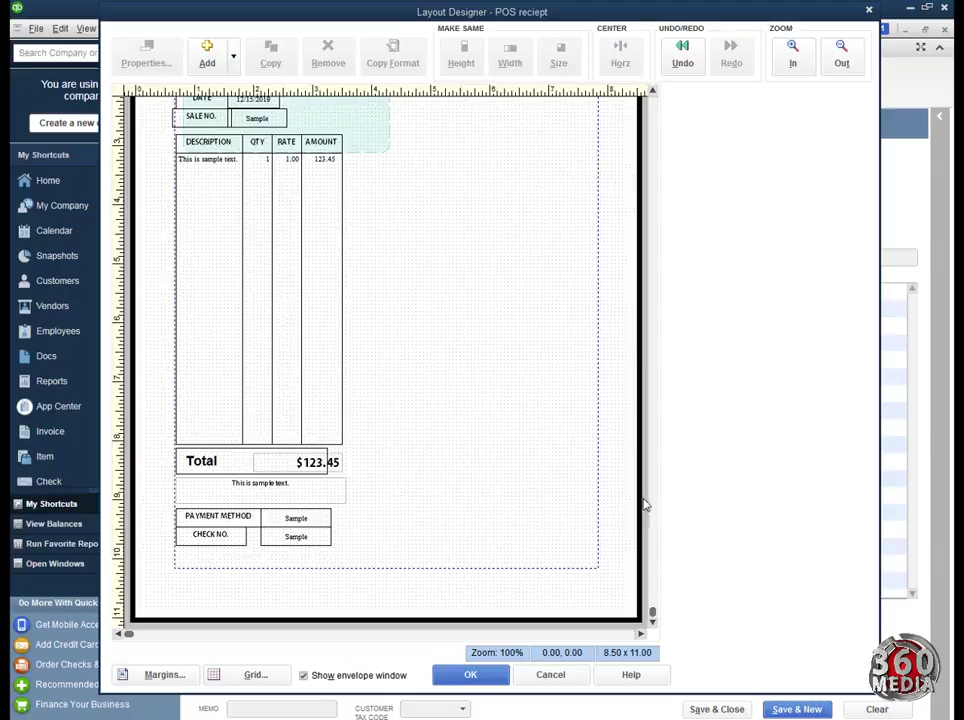 Layout Designer - POS reciept
File Edit View
Search Company or
MAKE SAME
CENTER
UNDO/REDO
ZOOM
Properties...
Add
Copy
Remove
Copy Format
Height
Width
Size
Horz
Undo
Redo
In
Out
You are using
company
Create a new
My Shortcuts
Home
My Company
Calendar
Snapshots
Customers
Vendors
Employees
Docs
Reports
App Center
Invoice
Item
Check
My Shortcuts
View Balances
Run Favorite Repo
Open Windows
Do More With Quick
Get Mobile Acce
Add Credit Card
Order Checks &
Recommended
Finance Your Business
DATE 12/15/2019
SALE NO. Sample
DESCRIPTION QTY RATE AMOUNT
This is sample text. 1 1.00 123.45
Total $123.45
This is sample text.
PAYMENT METHOD Sample
CHECK NO. Sample
Zoom: 100% 0.00, 0.00 8.50 x 11.00
Margins... Grid... Show envelope window OK Cancel Help
MEMO
CUSTOMER
TAX CODE
Save & Close Save & New Clear
360
MEDIA